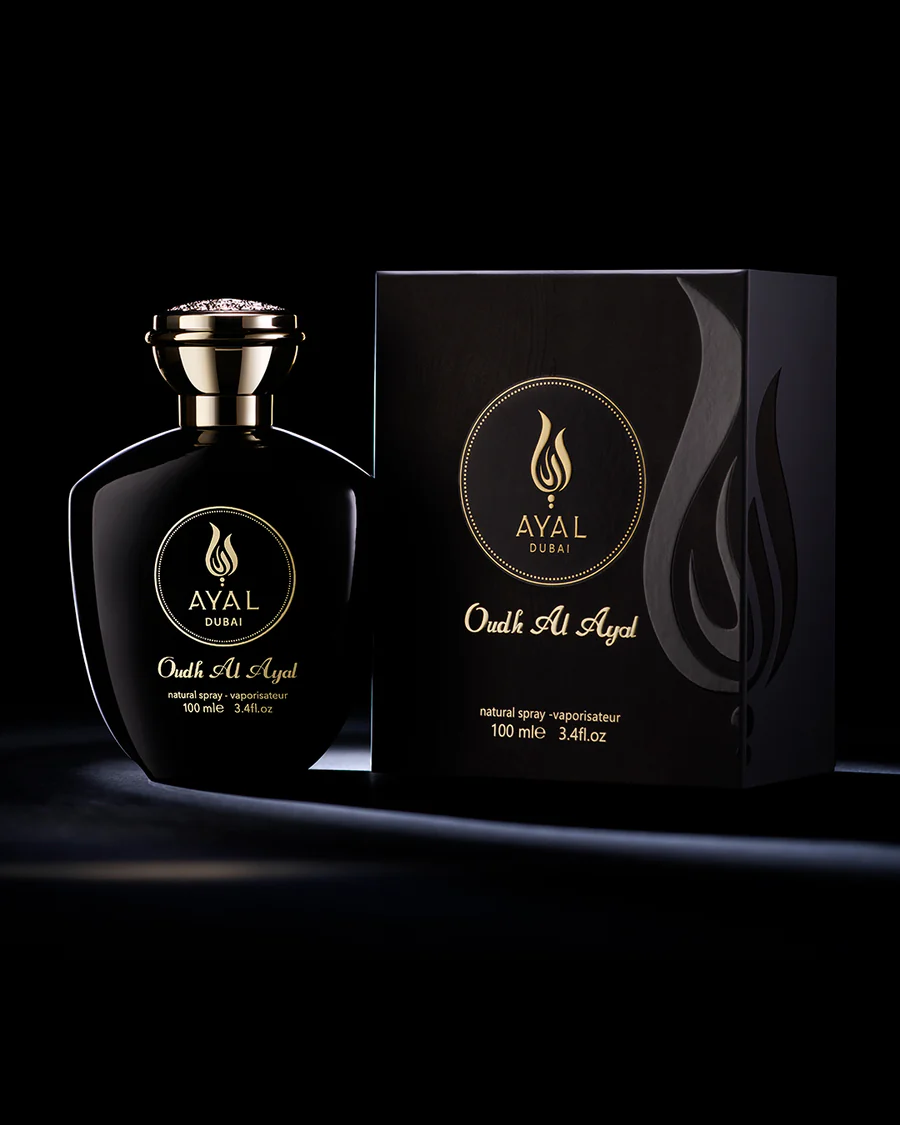 AYAL
DUBAI
Oudh Al Ayal
natural spray - vaporisateur
100 mle 3.4fl.oz
AYAL
DUBAI
Oudh Al Ayal
natural spray -vaporisateur
100 mle 3.4fl.oz